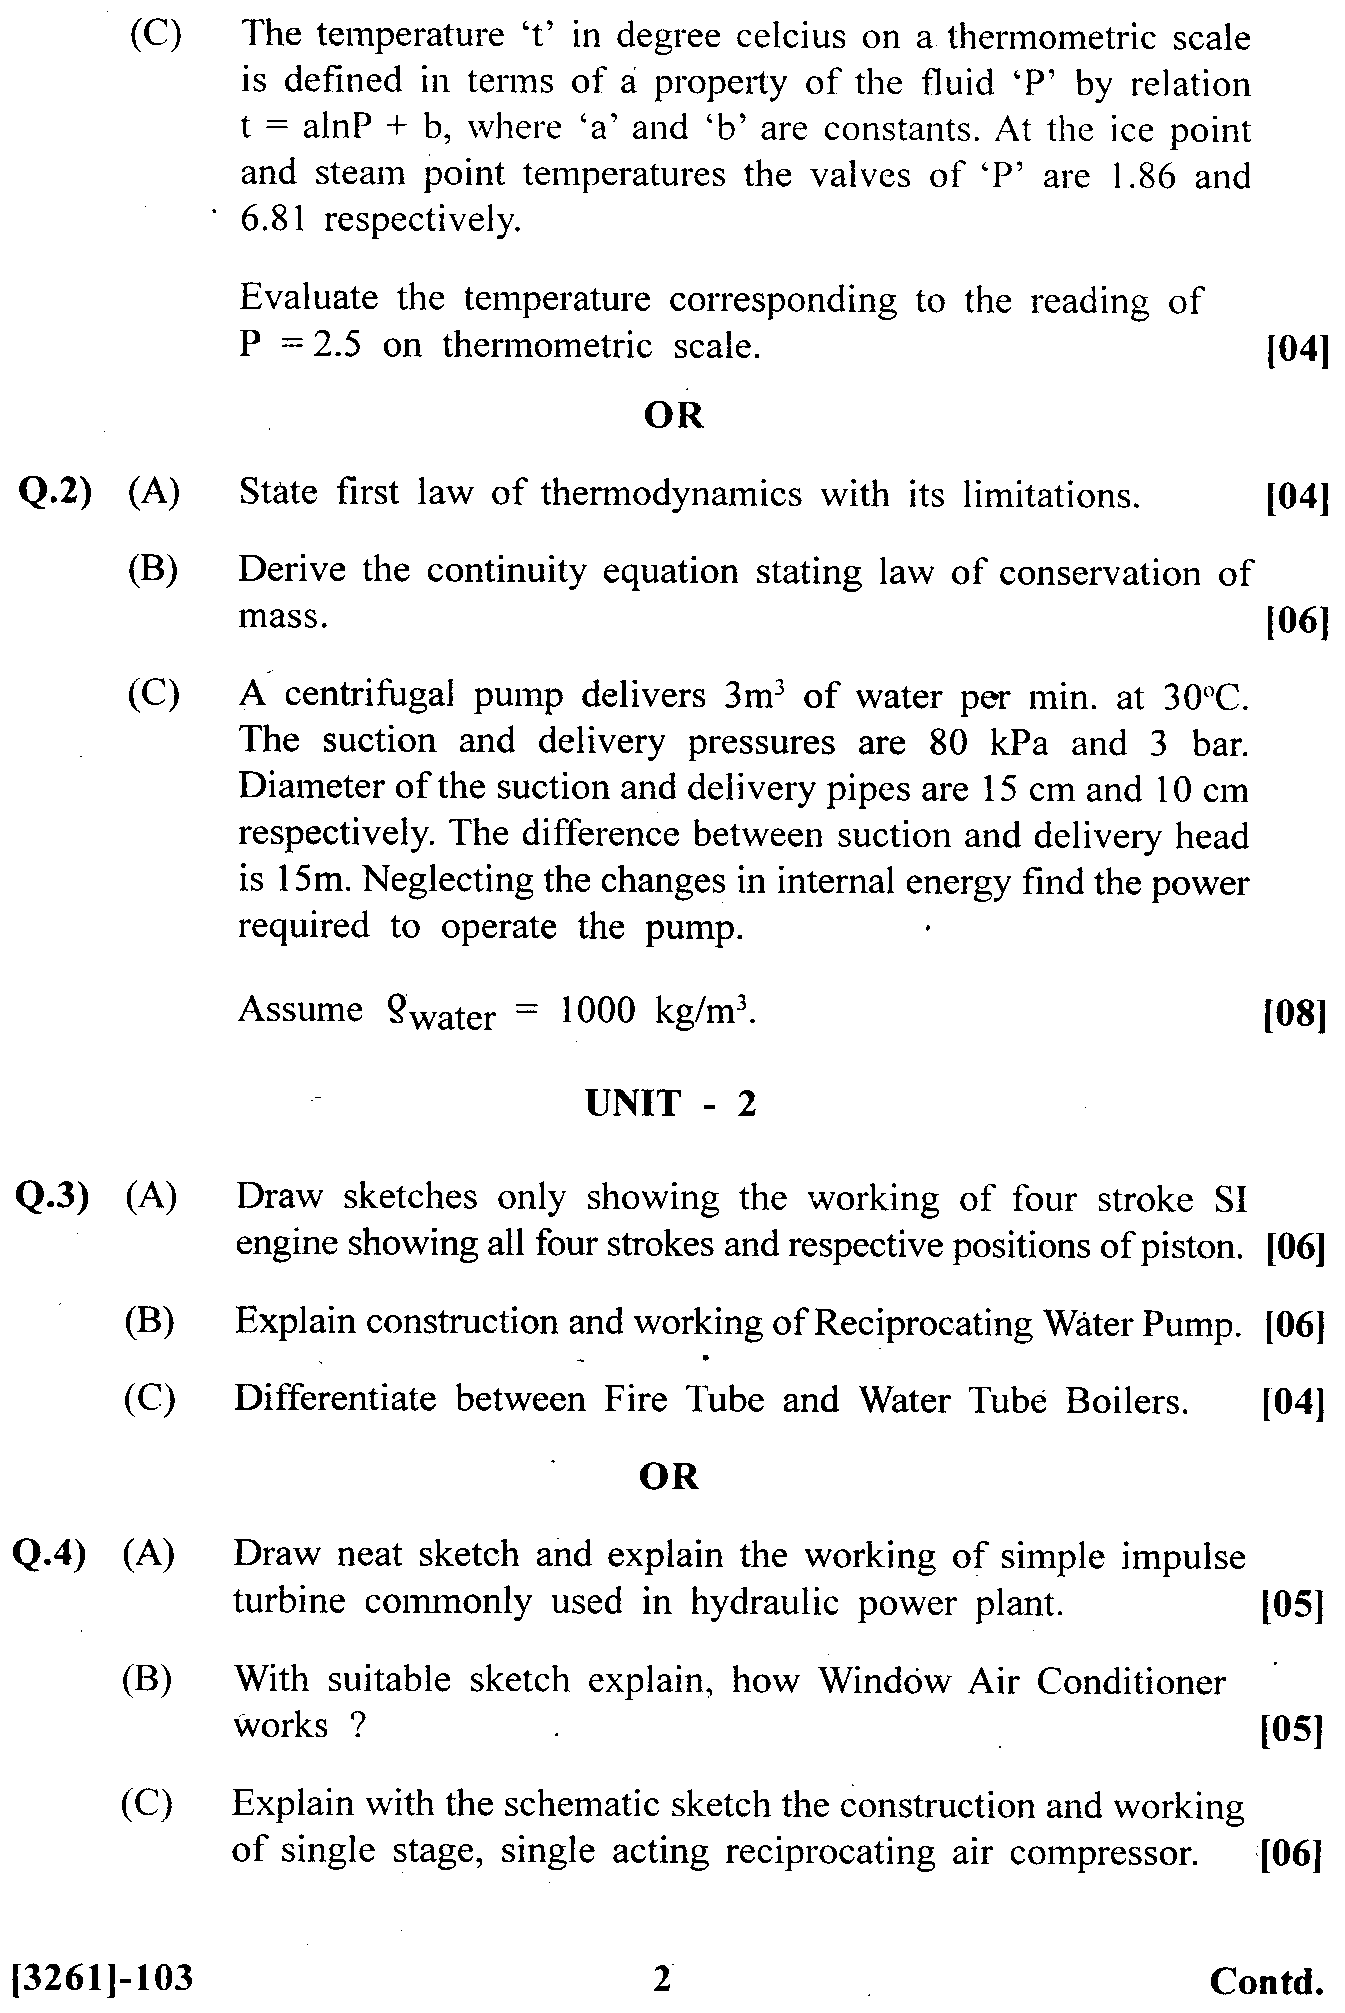 (C) The temperature ‘t’ in degree celcius on a thermometric scale
is defined in terms of a property of the fluid ‘P’ by relation
t = alnP + b, where ‘a’ and ‘b’ are constants. At the ice point
and steam point temperatures the valves of ‘P’ are 1.86 and
6.81 respectively.
Evaluate the temperature corresponding to the reading of
P = 2.5 on thermometric scale. [04]
OR
Q.2) (A) State first law of thermodynamics with its limitations. [04]
(B) Derive the continuity equation stating law of conservation of
mass. [06]
(C) A centrifugal pump delivers 3m³ of water per min. at 30ºC.
The suction and delivery pressures are 80 kPa and 3 bar.
Diameter of the suction and delivery pipes are 15 cm and 10 cm
respectively. The difference between suction and delivery head
is 15m. Neglecting the changes in internal energy find the power
required to operate the pump.
Assume ϱwater = 1000 kg/m³. [08]
UNIT - 2
Q.3) (A) Draw sketches only showing the working of four stroke SI
engine showing all four strokes and respective positions of piston. [06]
(B) Explain construction and working of Reciprocating Water Pump. [06]
(C) Differentiate between Fire Tube and Water Tube Boilers. [04]
OR
Q.4) (A) Draw neat sketch and explain the working of simple impulse
turbine commonly used in hydraulic power plant. [05]
(B) With suitable sketch explain, how Window Air Conditioner
works ? [05]
(C) Explain with the schematic sketch the construction and working
of single stage, single acting reciprocating air compressor. [06]
[3261]-103 2 Contd.